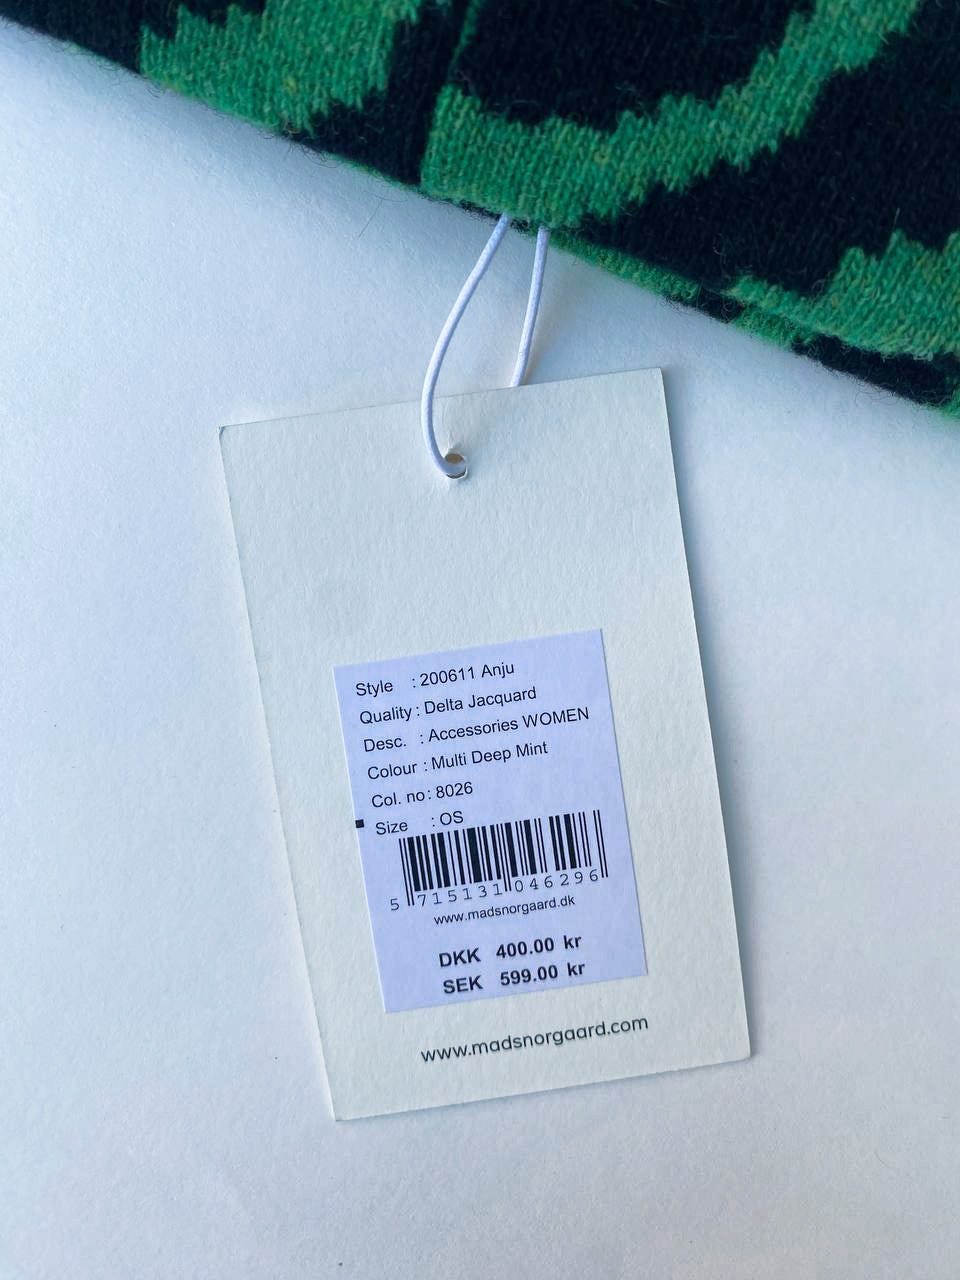 Style : 200611 Anju
Quality : Delta Jacquard
Desc. : Accessories WOMEN
Colour : Multi Deep Mint
Col. no : 8026
Size : OS
5 715131 046296
www.madsnorgaard.dk
DKK 400.00 kr
SEK 599.00 kr
www.madsnorgaard.com